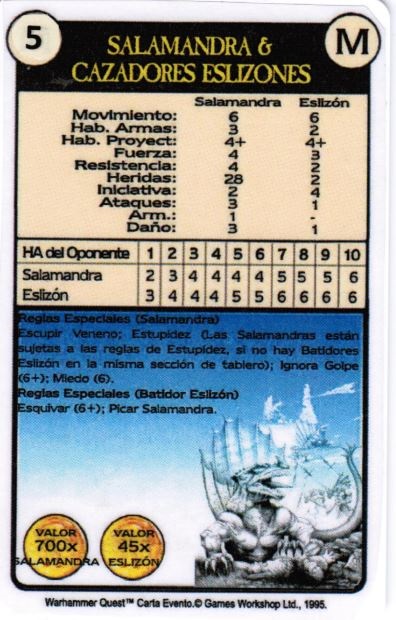 5
M
SALAMANDRA &
CAZADORES ESLIZONES
Salamandra Eslizón
Movimiento: 6 6
Hab. Armas: 3 2
Hab. Proyect: 4+ 4+
Fuerza: 4 3
Resistencia: 4 2
Heridas: 28 2
Iniciativa: 2 4
Ataques: 3 1
Arm.: 1 -
Daño: 3 1
HA del Oponente 1 2 3 4 5 6 7 8 9 10
Salamandra 2 3 4 4 4 4 5 5 5 6
Eslizón 3 4 4 4 5 5 6 6 6 6
Reglas Especiales (Salamandra)
Escupir Veneno; Estupidez (Las Salamandras están
sujetas a las reglas de Estupidez, si no hay Batidores
Eslizón en la misma sección de tablero); Ignora Golpe
(6+); Miedo (6).
Reglas Especiales (Batidor Eslizón)
Esquivar (6+); Picar Salamandra.
VALOR
700x
SALAMANDRA
VALOR
45x
ESLIZÓN
Warhammer Quest™ Carta Evento.© Games Workshop Ltd., 1995.